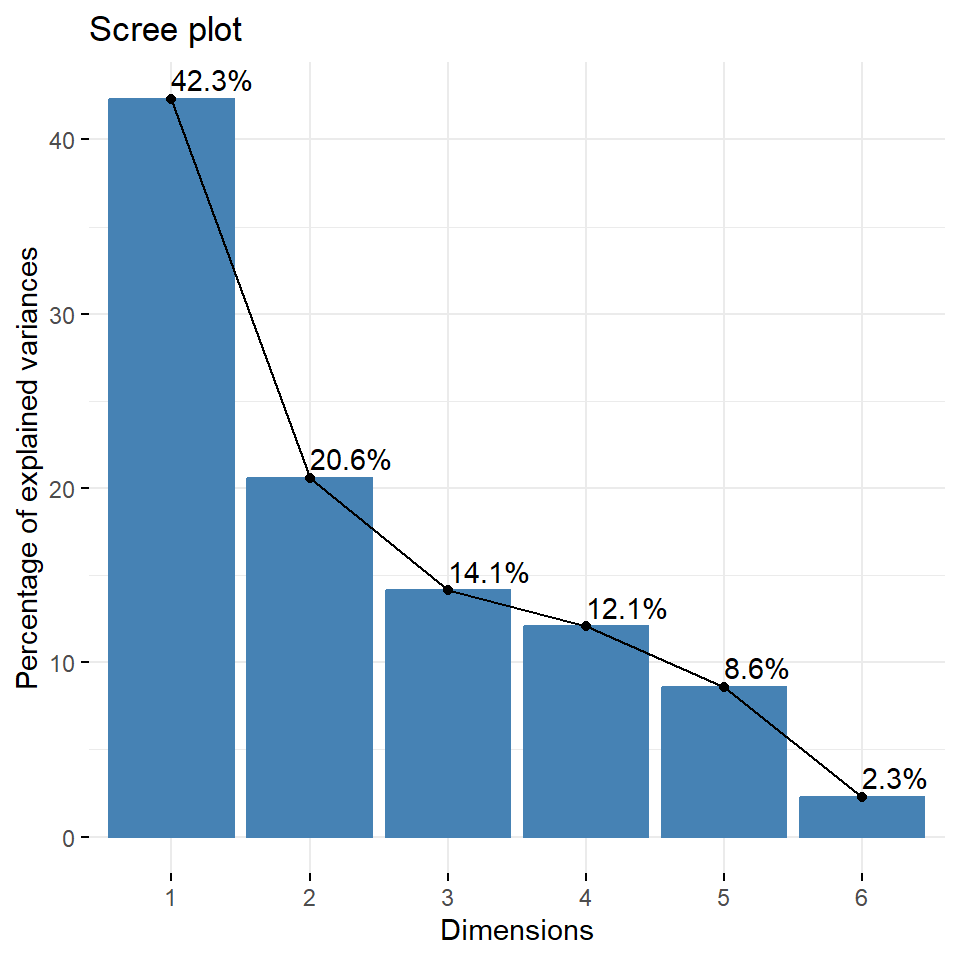 Scree plot
42.3%
20.6%
14.1%
12.1%
8.6%
2.3%
40
30
20
10
0
Percentage of explained variances
1 2 3 4 5 6
Dimensions